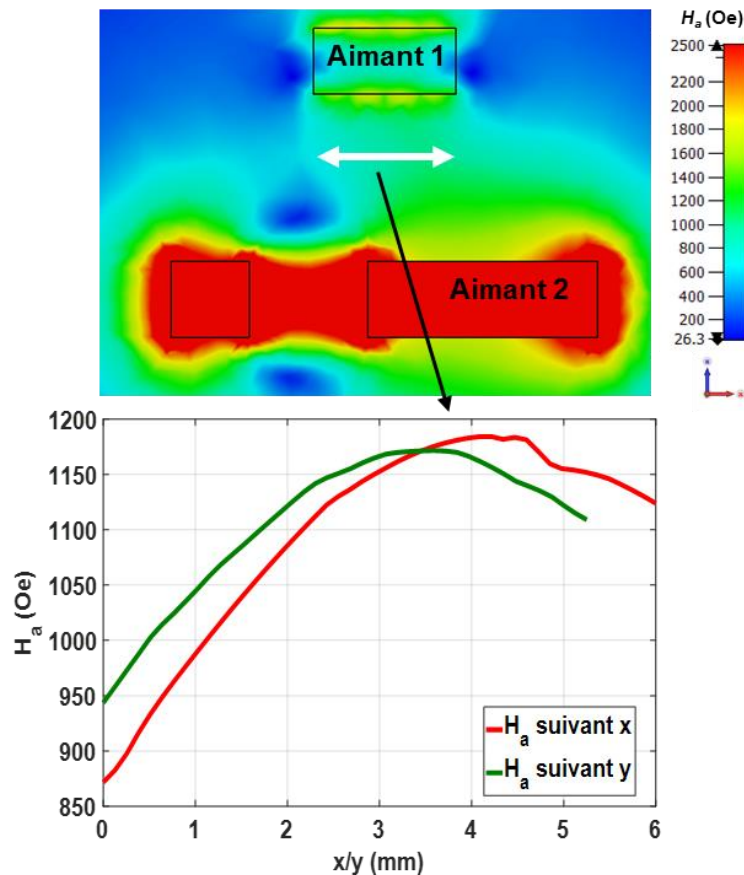 Hₐ (Oe)
Aimant 1
2500
2200
2000
1800
1600
1400
1200
1000
800
600
400
200
26.3
Aimant 2
1200
1150
1100
1050
1000
950
900
850
Hₐ (Oe)
Hₐ suivant x
Hₐ suivant y
0 1 2 3 4 5 6
x/y (mm)